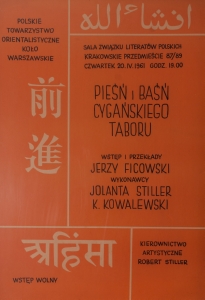 افشاء الله
POLSKIE
TOWARZYSTWO
ORIENTALISTYCZNE
KOŁO
WARSZAWSKIE
SALA ZWIĄZKU LITERATÓW POLSKICH
KRAKOWSKIE PRZEDMIEŚCIE 87/89
CZWARTEK 20.IV.1961 GODZ. 18.00
前
進
PIEŚŃ I BAŚŃ
CYGAŃSKIEGO
TABORU
WSTĘP I PRZEKŁADY
JERZY FICOWSKI
WYKONAWCY
JOLANTA STILLER
K. KOWALEWSKI
अहिंसा
KIEROWNICTWO
ARTYSTYCZNE
ROBERT STILLER
WSTĘP WOLNY